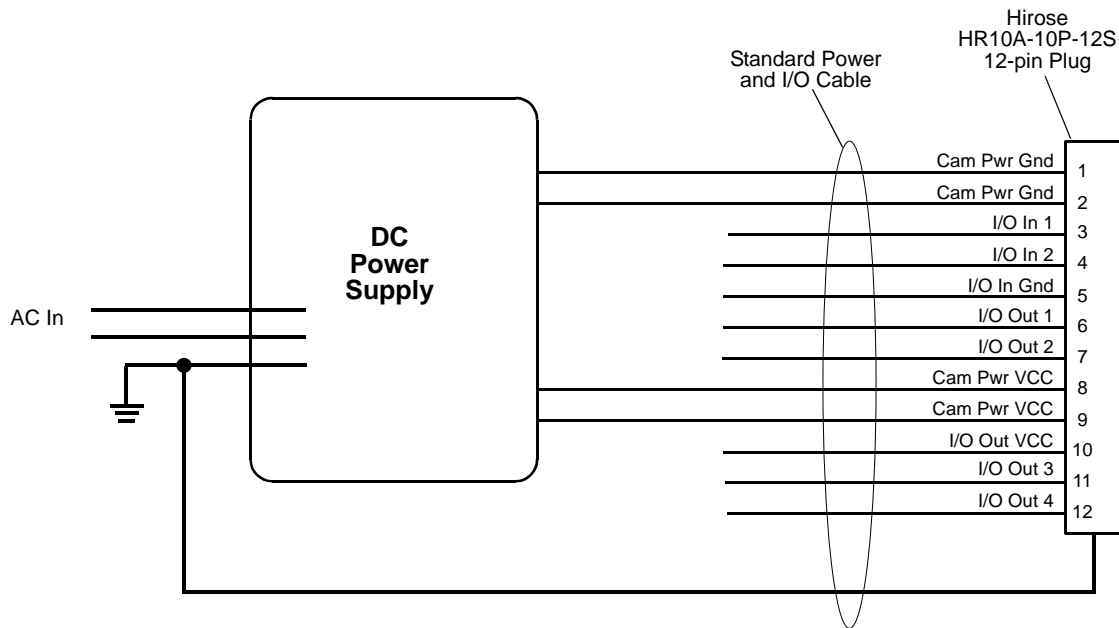 Hirose
HR10A-10P-12S
12-pin Plug
Standard Power
and I/O Cable
DC
Power
Supply
AC In
Cam Pwr Gnd 1
Cam Pwr Gnd 2
I/O In 1 3
I/O In 2 4
I/O In Gnd 5
I/O Out 1 6
I/O Out 2 7
Cam Pwr VCC 8
Cam Pwr VCC 9
I/O Out VCC 10
I/O Out 3 11
I/O Out 4 12